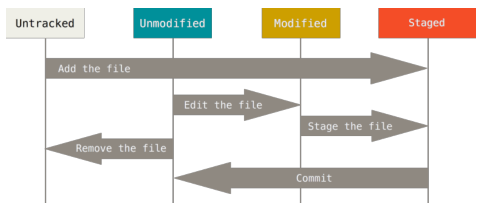 Untracked
Unmodified
Modified
Staged
Add the file
Edit the file
Stage the file
Remove the file
Commit